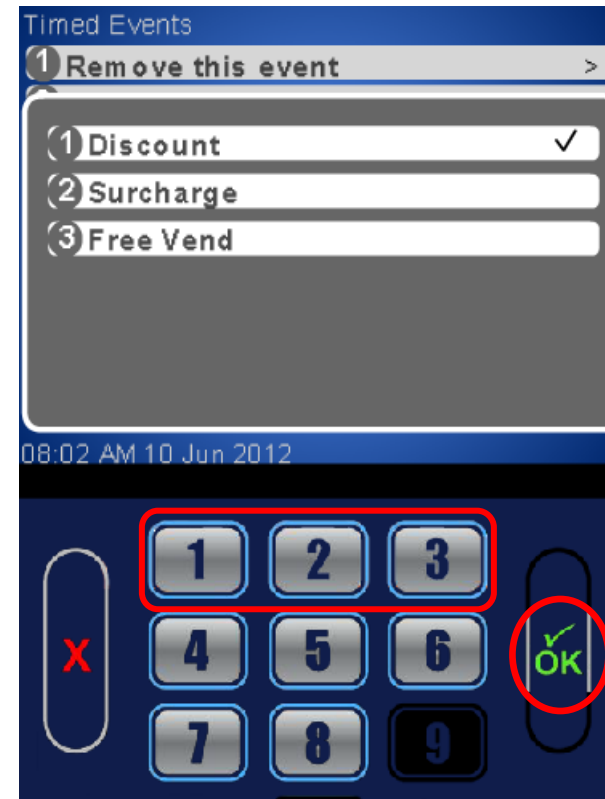 Timed Events
1 Remove this event >
1 Discount ✓
2 Surcharge
3 Free Vend
08:02 AM 10 Jun 2012
1 2 3
X 4 5 6 OK
7 8 9